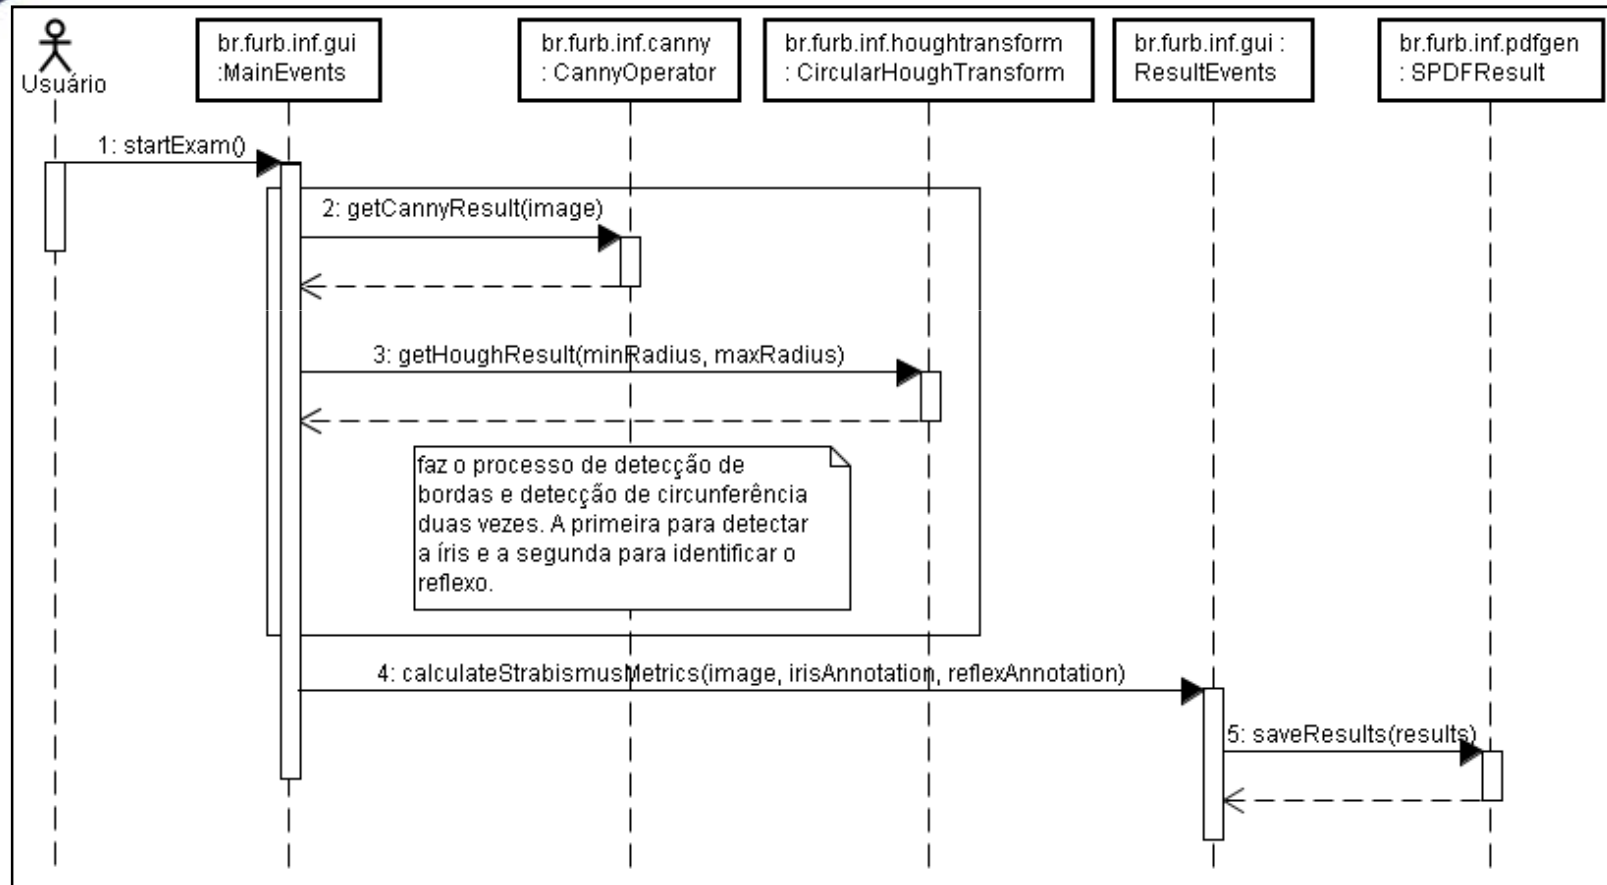 Usuário
br.furb.inf.gui
:MainEvents
br.furb.inf.canny
: CannyOperator
br.furb.inf.houghtransform
: CircularHoughTransform
br.furb.inf.gui :
ResultEvents
br.furb.inf.pdfgen
: SPDFResult
1: startExam()
2: getCannyResult(image)
3: getHoughResult(minRadius, maxRadius)
faz o processo de detecção de
bordas e detecção de circunferência
duas vezes. A primeira para detectar
a íris e a segunda para identificar o
reflexo.
4: calculateStrabismusMetrics(image, irisAnnotation, reflexAnnotation)
5: saveResults(results)